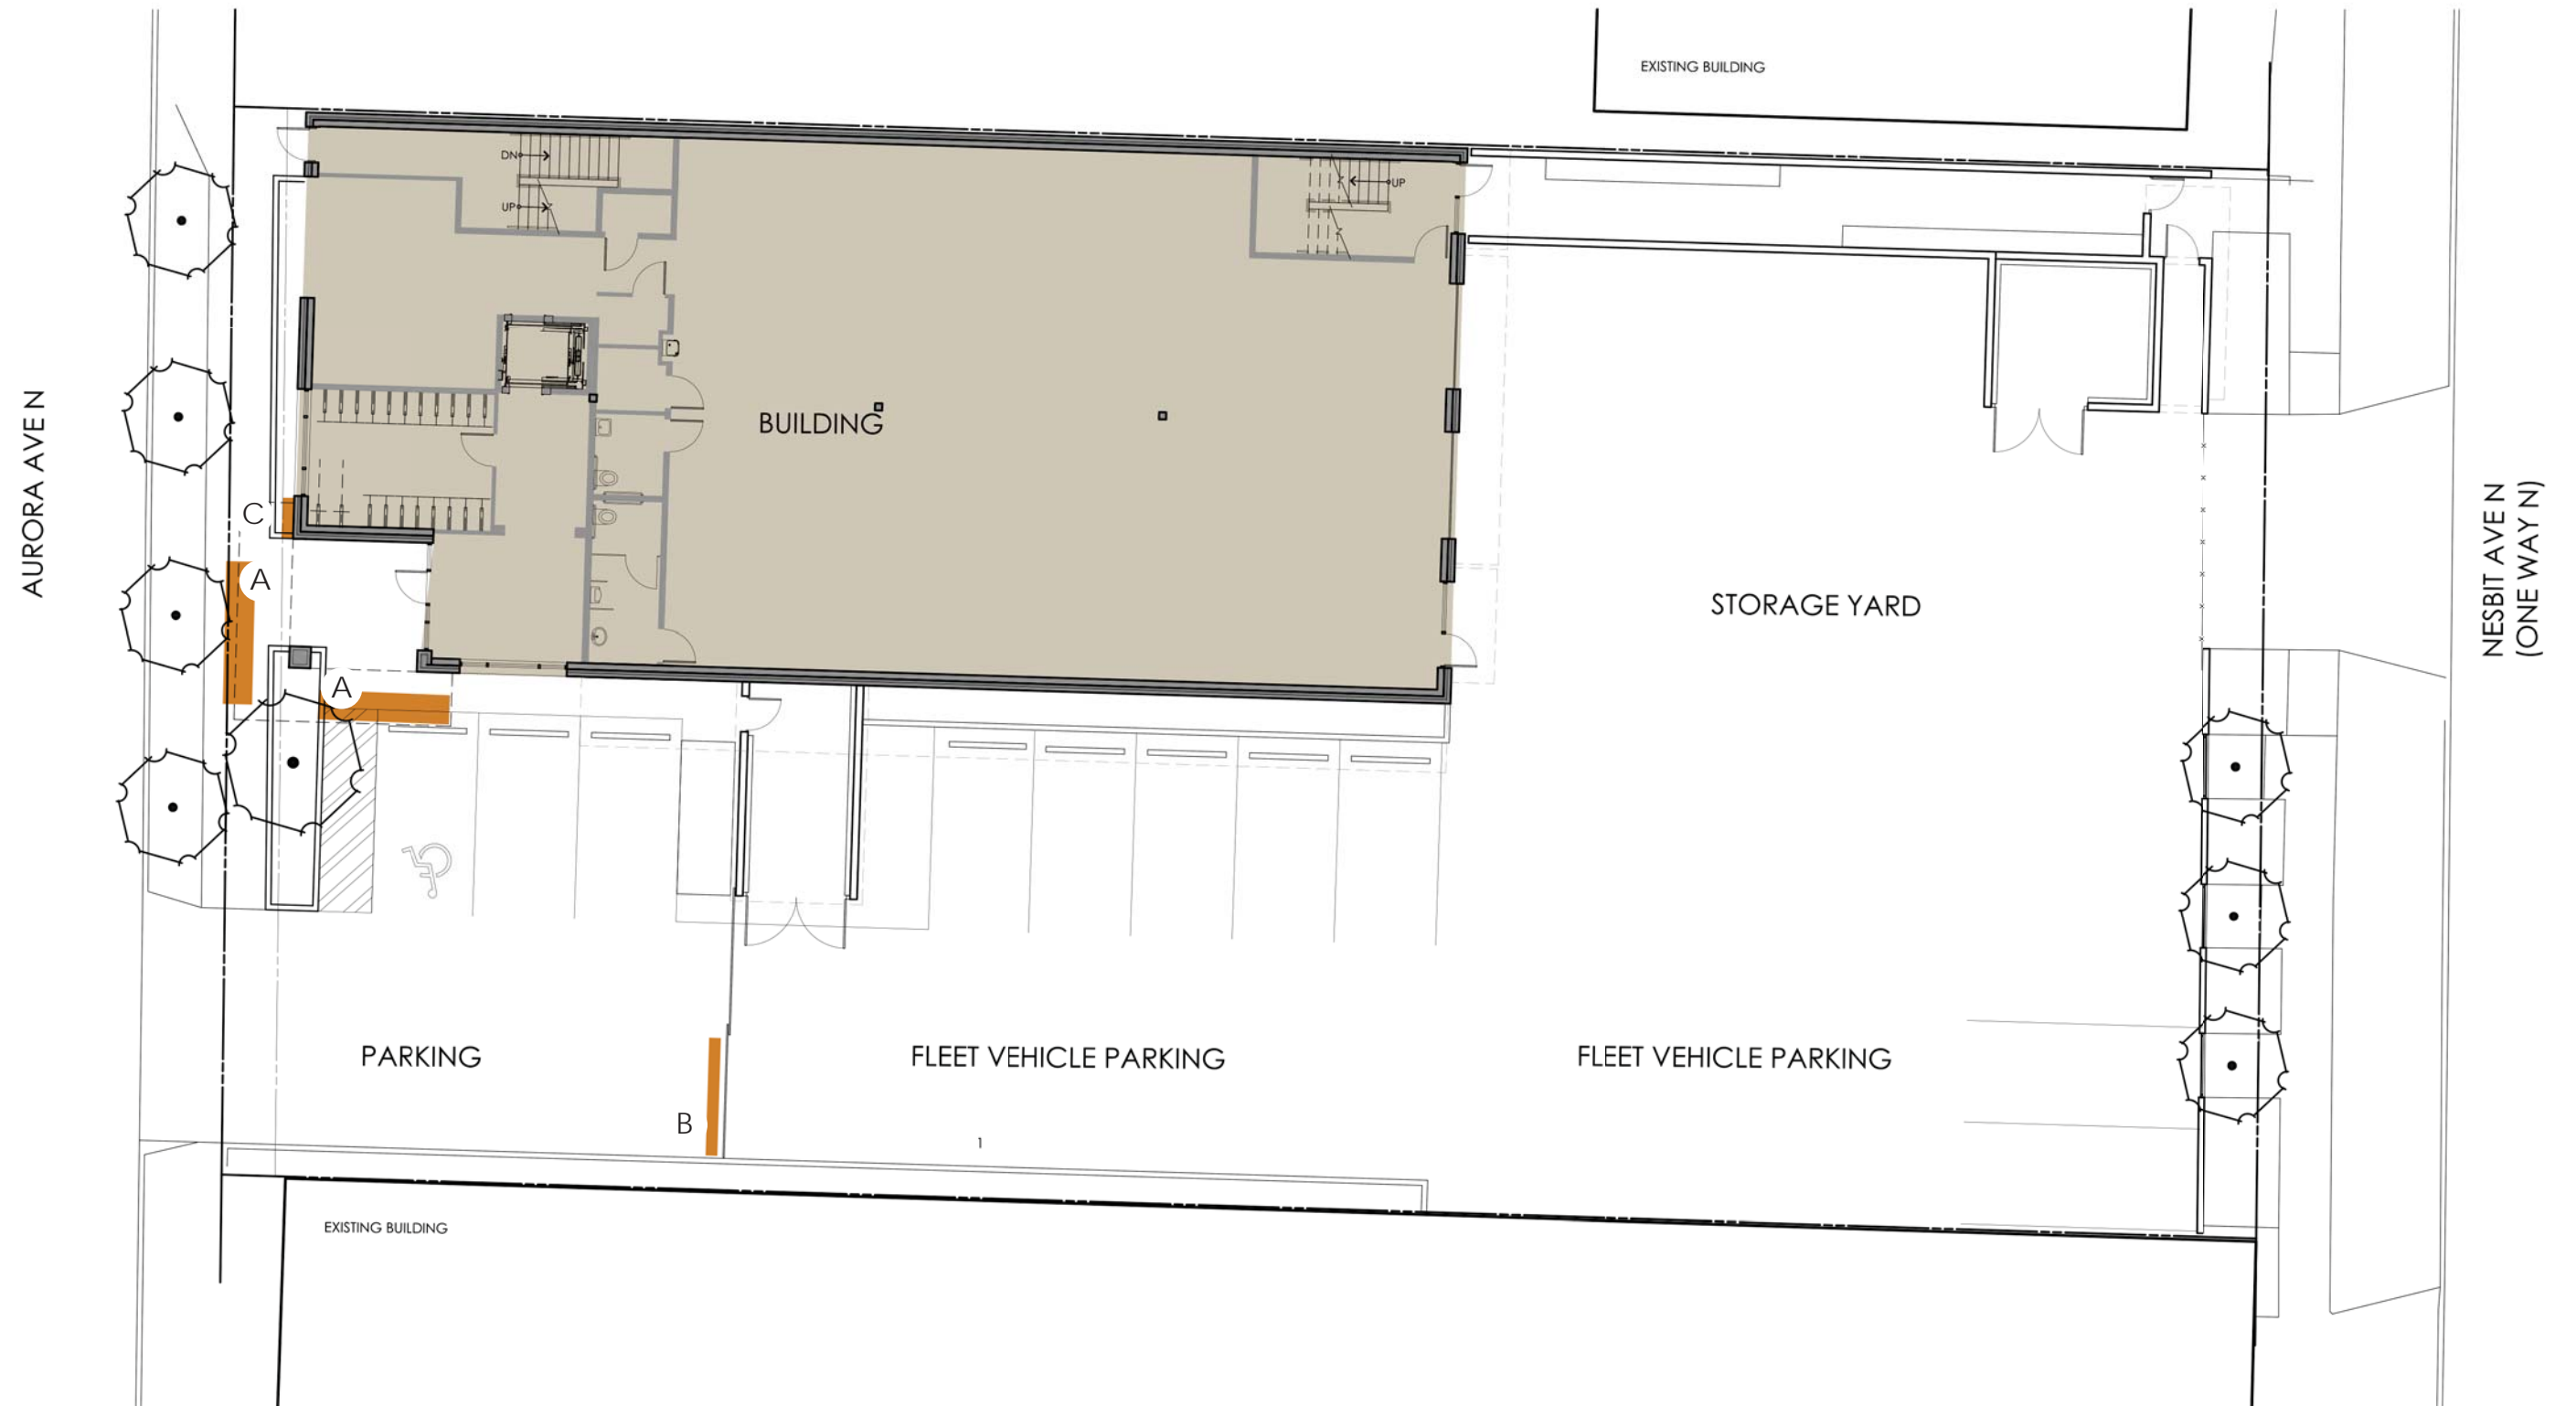 EXISTING BUILDING
DN
UP
UP
BUILDING
AURORA AVE N
C
A
A
STORAGE YARD
NESBIT AVE N
(ONE WAY N)
PARKING
FLEET VEHICLE PARKING
FLEET VEHICLE PARKING
B
1
EXISTING BUILDING